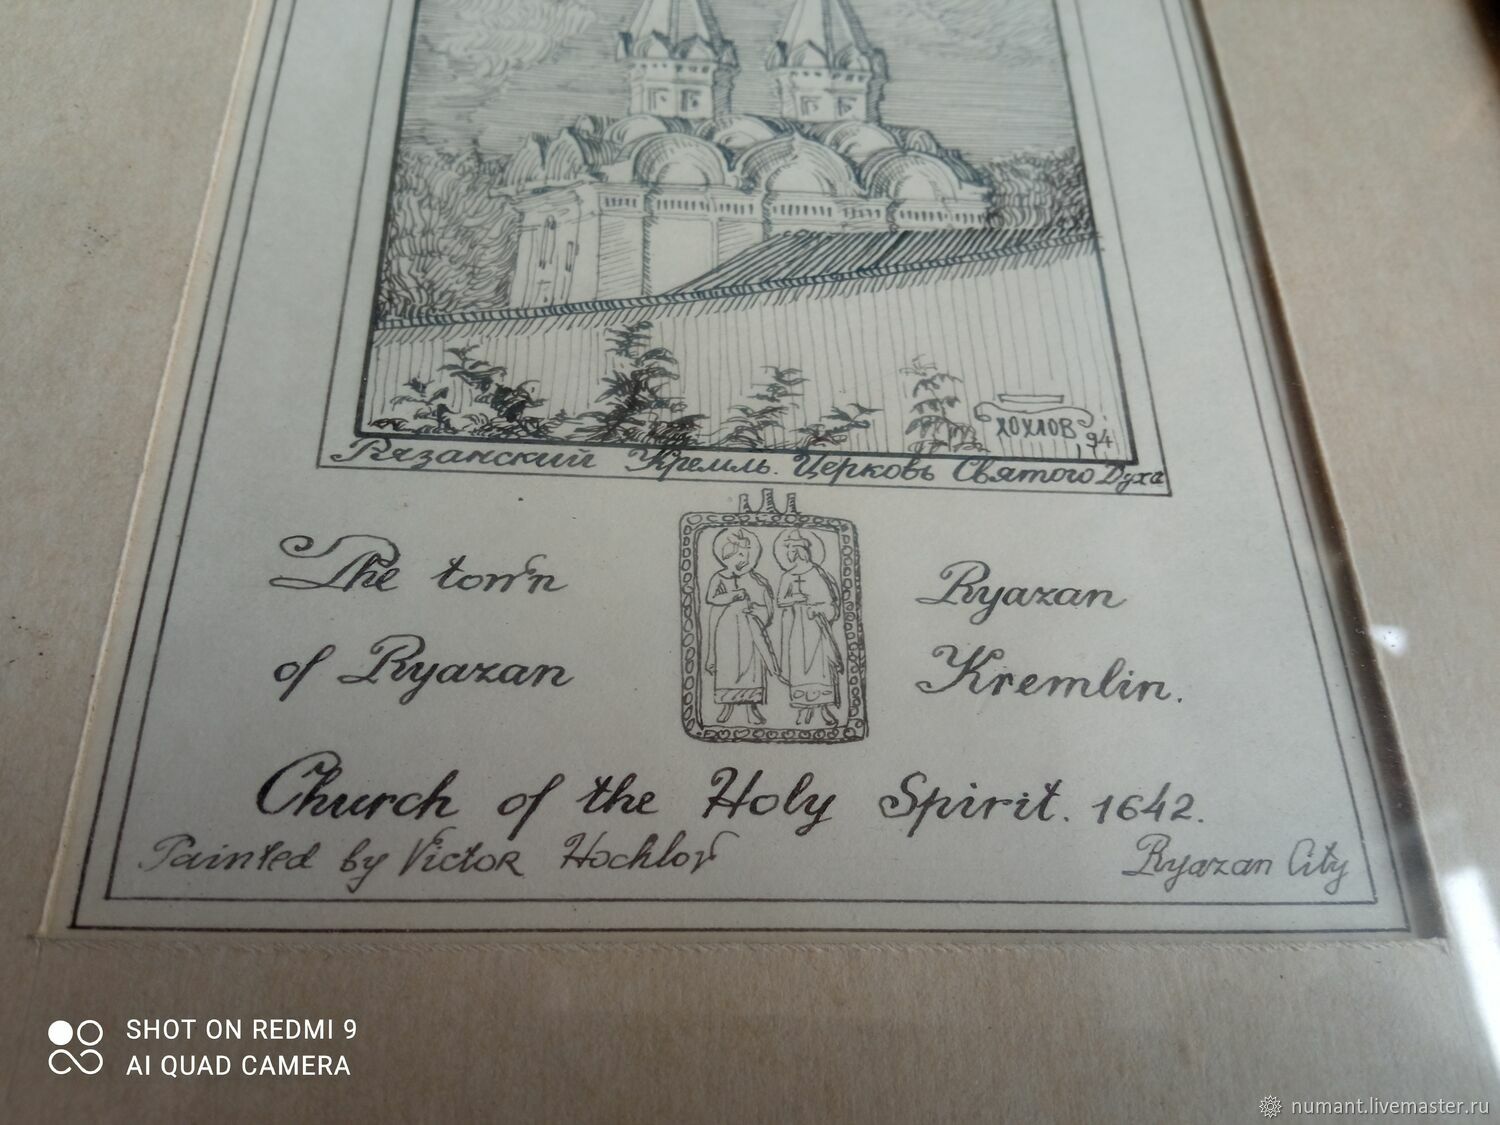 ХОХЛОВ
94
Рязанский Кремль. Церковь Святого Духа
The town
of Ryazan
Ryazan
Kremlin.
Church of the Holy Spirit. 1642.
Painted by Victor Hochlov
Ryazan City
SHOT ON REDMI 9
AI QUAD CAMERA
numant.livemaster.ru